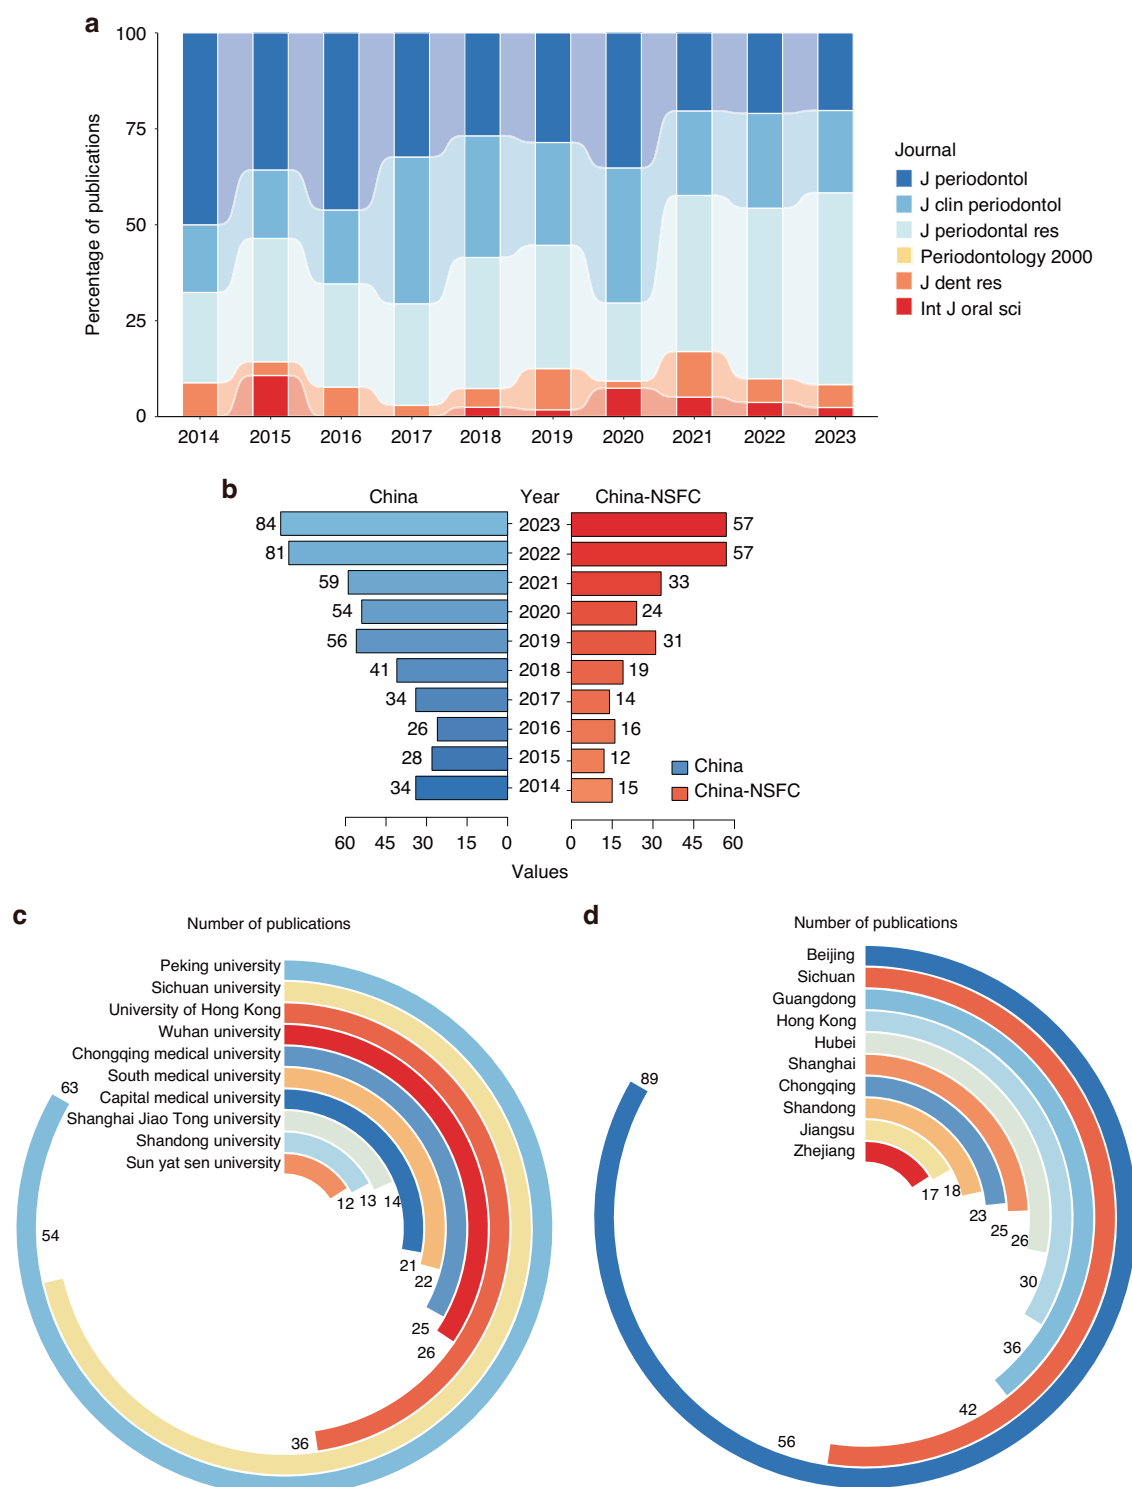 a
100
75
50
25
0
Percentage of publications
2014 2015 2016 2017 2018 2019 2020 2021 2022 2023
Journal
J periodontol
J clin periodontol
J periodontal res
Periodontology 2000
J dent res
Int J oral sci
b
China Year China-NSFC
84 2023 57
81 2022 57
59 2021 33
54 2020 24
56 2019 31
41 2018 19
34 2017 14
26 2016 16
28 2015 12
34 2014 15
China
China-NSFC
60 45 30 15 0 0 15 30 45 60
Values
c
Number of publications
Peking university
Sichuan university
University of Hong Kong
Wuhan university
Chongqing medical university
South medical university
Capital medical university
Shanghai Jiao Tong university
Shandong university
Sun yat sen university
63
54
36
26
25
22
21
14
13
12
d
Number of publications
Beijing
Sichuan
Guangdong
Hong Kong
Hubei
Shanghai
Chongqing
Shandong
Jiangsu
Zhejiang
89
56
42
36
30
26
25
23
18
17